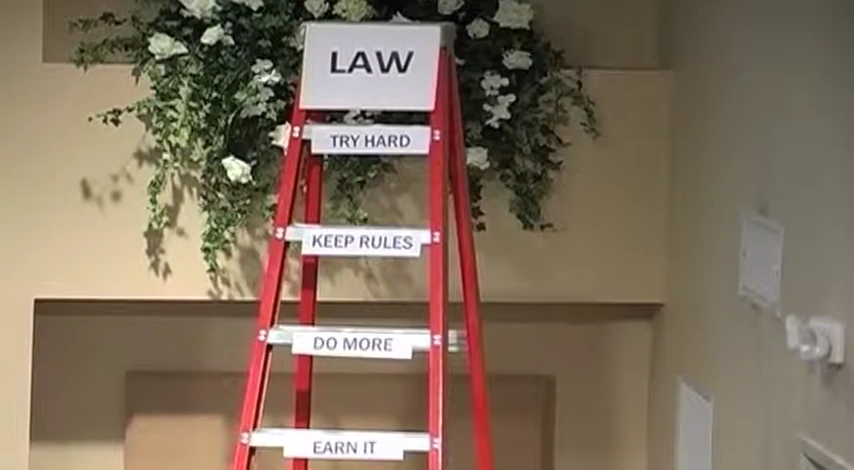 LAW
TRY HARD
KEEP RULES
DO MORE
EARN IT